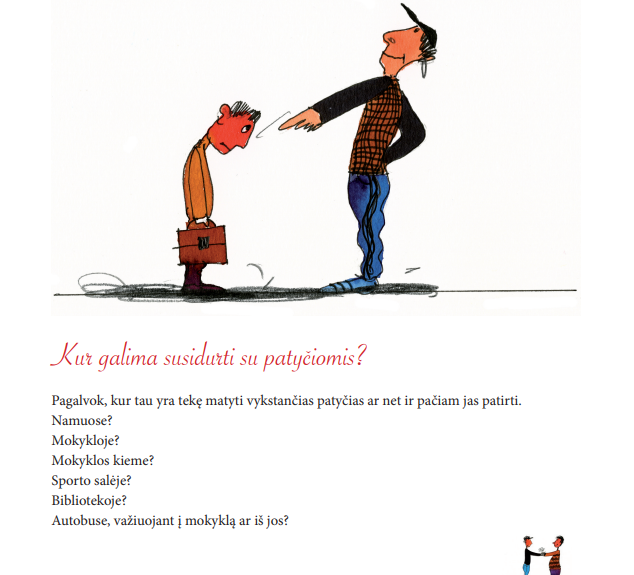 Kur galima susidurti su patyčiomis?
Pagalvok, kur tau yra tekę matyti vykstančias patyčias ar net ir pačiam jas patirti.
Namuose?
Mokykloje?
Mokyklos kieme?
Sporto salėje?
Bibliotekoje?
Autobuse, važiuojant į mokyklą ar iš jos?